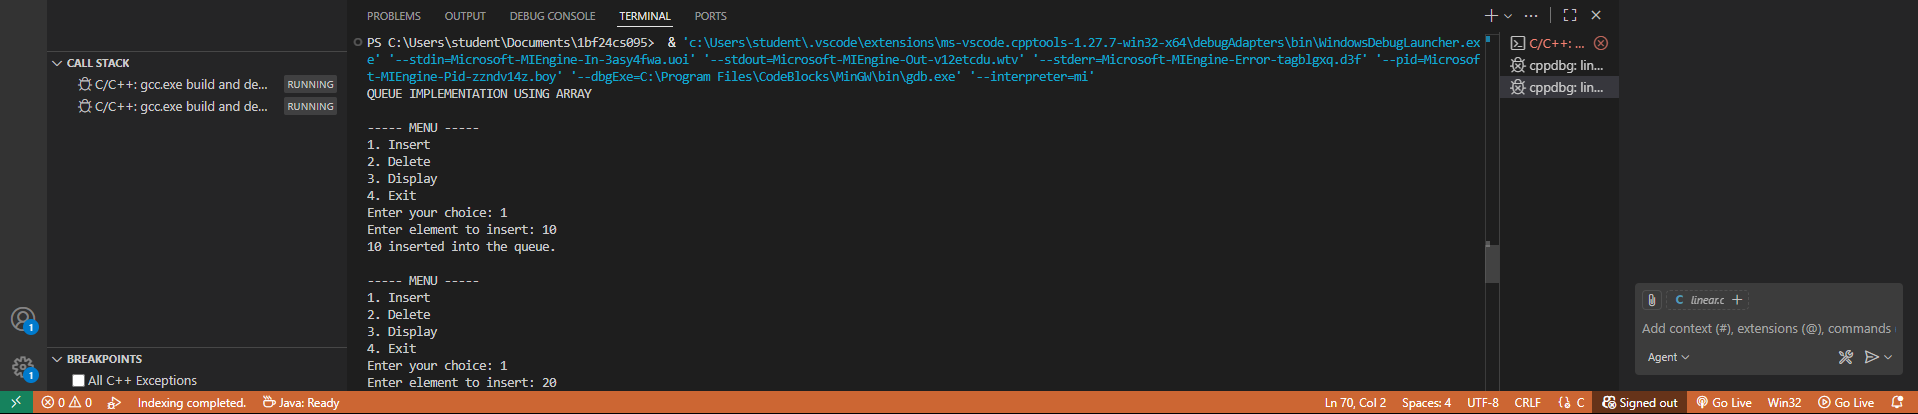 PROBLEMS OUTPUT DEBUG CONSOLE TERMINAL PORTS
CALL STACK
C/C++: gcc.exe build and de... RUNNING
C/C++: gcc.exe build and de... RUNNING
PS C:\Users\student\Documents\1bf24cs095>  & 'c:\Users\student\.vscode\extensions\ms-vscode.cpptools-1.27.7-win32-x64\debugAdapters\bin\WindowsDebugLauncher.ex
e' '--stdin=Microsoft-MIEngine-In-3asy4fwa.uoi' '--stdout=Microsoft-MIEngine-Out-v12etcdu.wtv' '--stderr=Microsoft-MIEngine-Error-tagblgxq.d3f' '--pid=Microsof
t-MIEngine-Pid-zzndv14z.boy' '--dbgExe=C:\Program Files\CodeBlocks\MinGW\bin\gdb.exe' '--interpreter=mi'
QUEUE IMPLEMENTATION USING ARRAY
----- MENU -----
1. Insert
2. Delete
3. Display
4. Exit
Enter your choice: 1
Enter element to insert: 10
10 inserted into the queue.
----- MENU -----
1. Insert
2. Delete
3. Display
4. Exit
Enter your choice: 1
Enter element to insert: 20
C/C++: ...
cppdbg: lin...
cppdbg: lin...
C linear.c
Add context (#), extensions (@), commands
Agent
1
1
BREAKPOINTS
All C++ Exceptions
0 0 Indexing completed. Java: Ready Ln 70, Col 2 Spaces: 4 UTF-8 CRLF {} C Signed out Go Live Win32 Go Live